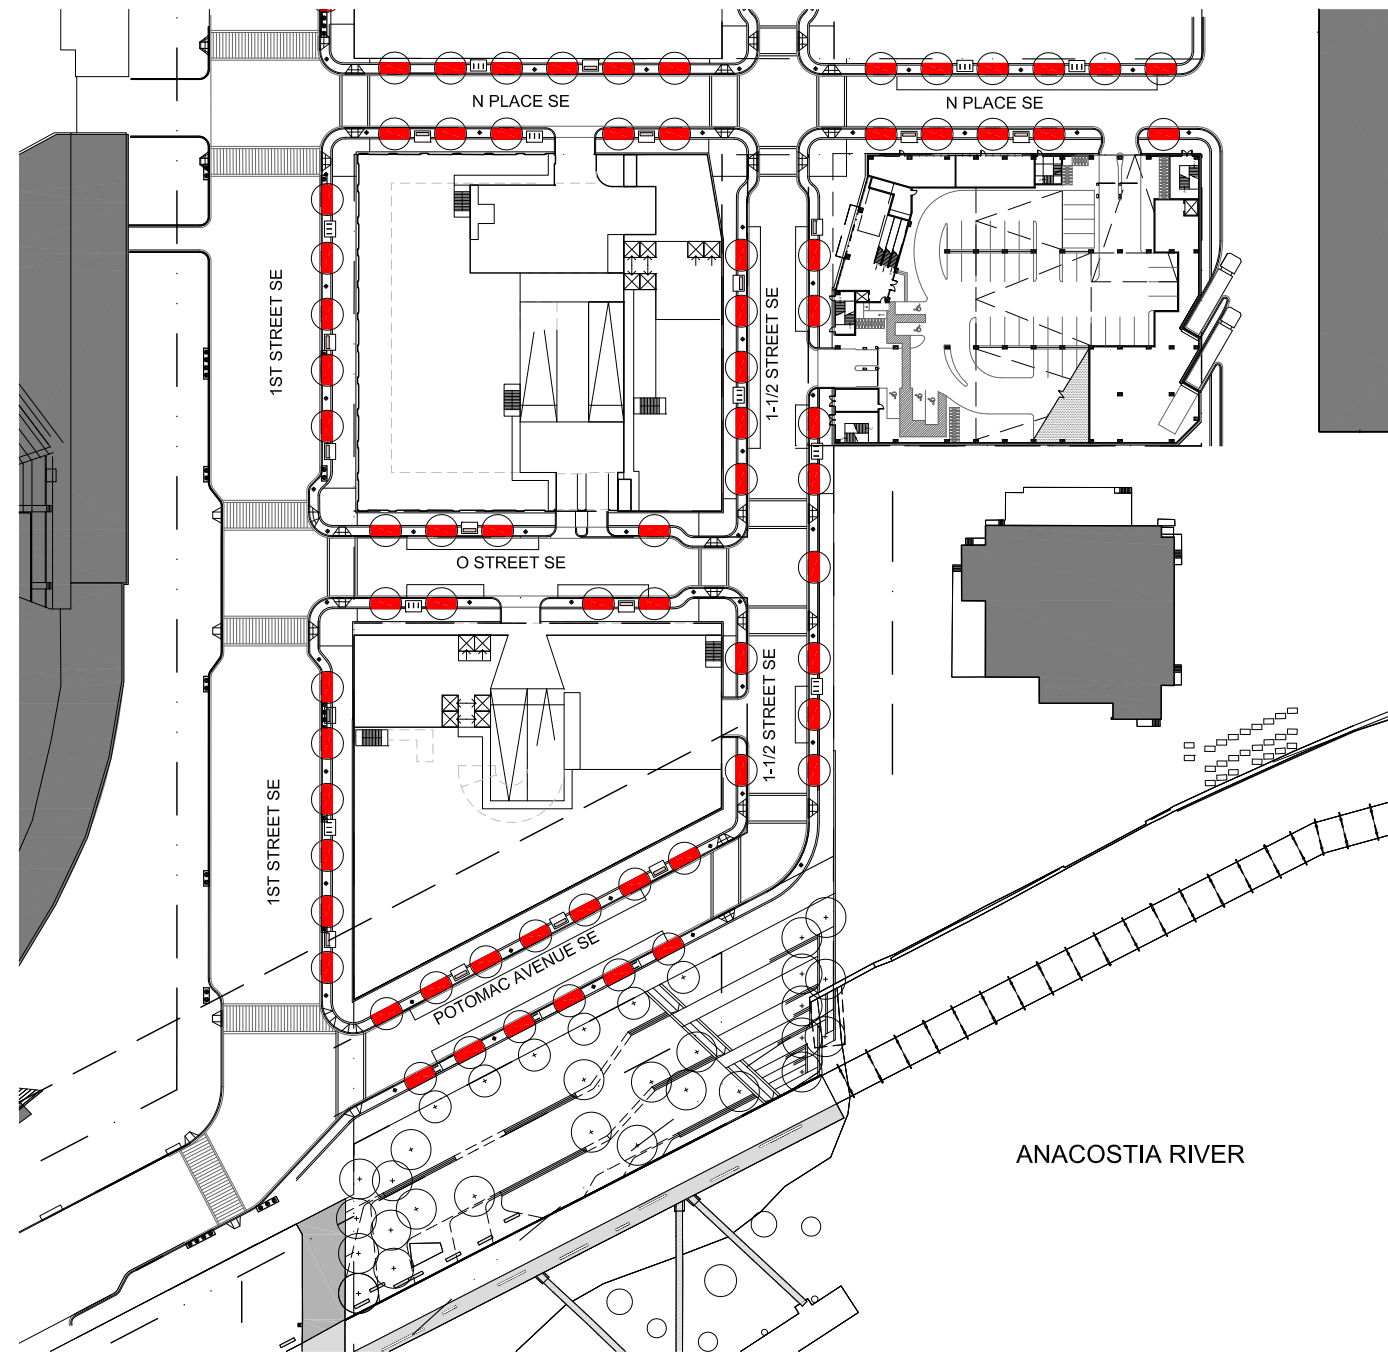 N PLACE SE
N PLACE SE
1ST STREET SE
1-1/2 STREET SE
O STREET SE
1-1/2 STREET SE
1ST STREET SE
POTOMAC AVENUE SE
ANACOSTIA RIVER